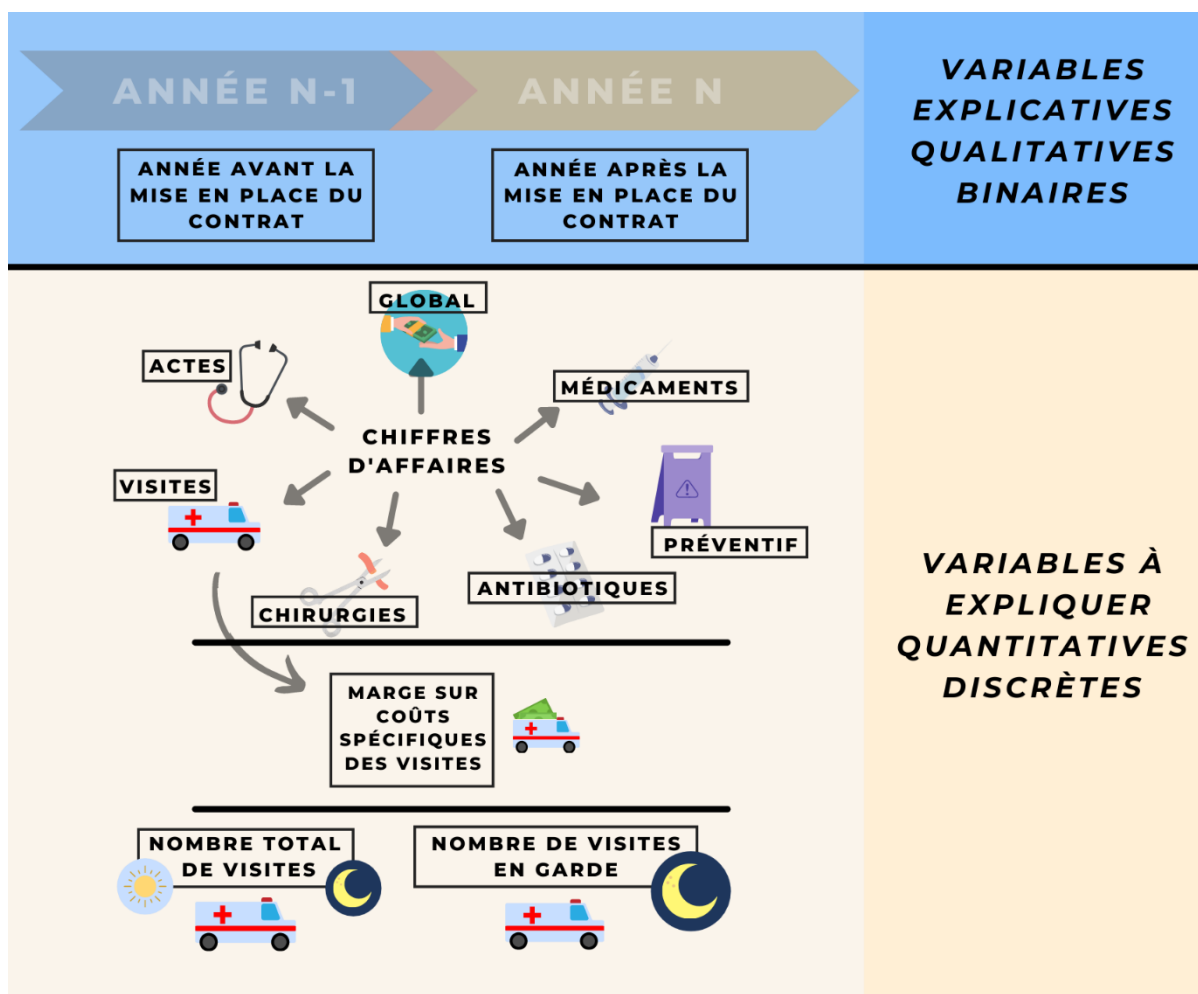 ANNÉE N-1
ANNÉE N
ANNÉE AVANT LA
MISE EN PLACE DU
CONTRAT
ANNÉE APRÈS LA
MISE EN PLACE DU
CONTRAT
VARIABLES
EXPLICATIVES
QUALITATIVES
BINAIRES
GLOBAL
ACTES
MÉDICAMENTS
CHIFFRES
D'AFFAIRES
VISITES
PRÉVENTIF
ANTIBIOTIQUES
CHIRURGIES
MARGE SUR
COÛTS
SPÉCIFIQUES
DES VISITES
NOMBRE TOTAL
DE VISITES
NOMBRE DE VISITES
EN GARDE
VARIABLES À
EXPLIQUER
QUANTITATIVES
DISCRÈTES